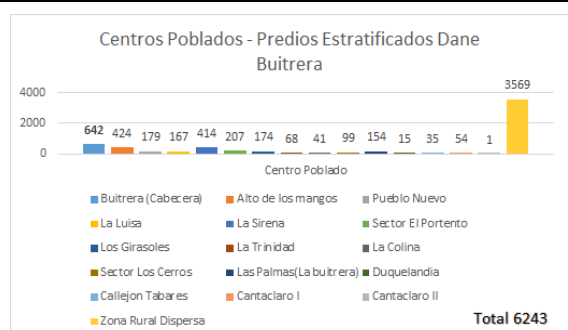 Centros Poblados - Predios Estratificados Dane
Buitrera
4000
2000
0
642 424 179 167 414 207 174 68 41 99 154 15 35 54 1 3569
Centro Poblado
Buitrera (Cabecera) Alto de los mangos Pueblo Nuevo
La Luisa La Sirena Sector El Portento
Los Girasoles La Trinidad La Colina
Sector Los Cerros Las Palmas(La buitrera) Duquelandia
Callejon Tabares Cantaclaro I Cantaclaro II
Zona Rural Dispersa
Total 6243